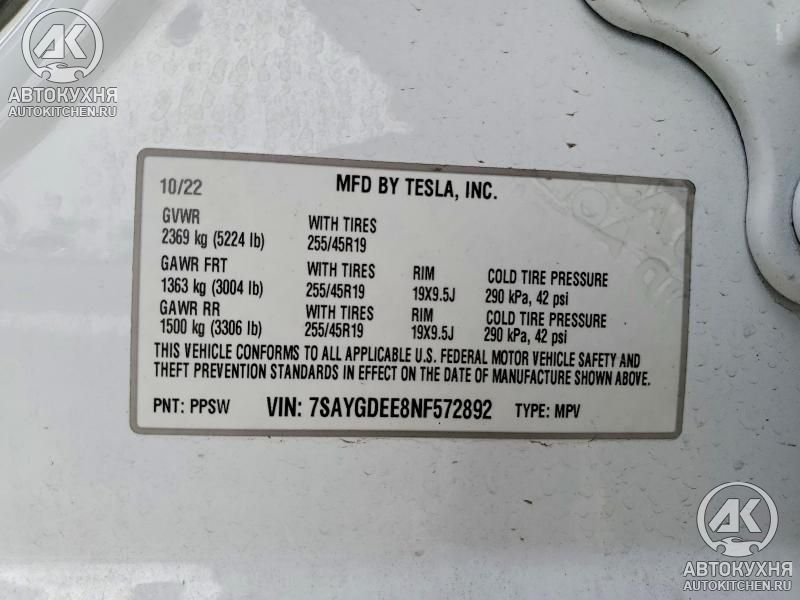 AK
АВТОКУХНЯ
AUTOKITCHEN.RU
10/22 MFD BY TESLA, INC.
GVWR WITH TIRES
2369 kg (5224 lb) 255/45R19
GAWR FRT WITH TIRES RIM COLD TIRE PRESSURE
1363 kg (3004 lb) 255/45R19 19X9.5J 290 kPa, 42 psi
GAWR RR WITH TIRES RIM COLD TIRE PRESSURE
1500 kg (3306 lb) 255/45R19 19X9.5J 290 kPa, 42 psi
THIS VEHICLE CONFORMS TO ALL APPLICABLE U.S. FEDERAL MOTOR VEHICLE SAFETY AND
THEFT PREVENTION STANDARDS IN EFFECT ON THE DATE OF MANUFACTURE SHOWN ABOVE.
PNT: PPSW VIN: 7SAYGDEE8NF572892 TYPE: MPV
AK
АВТОКУХНЯ
AUTOKITCHEN.RU